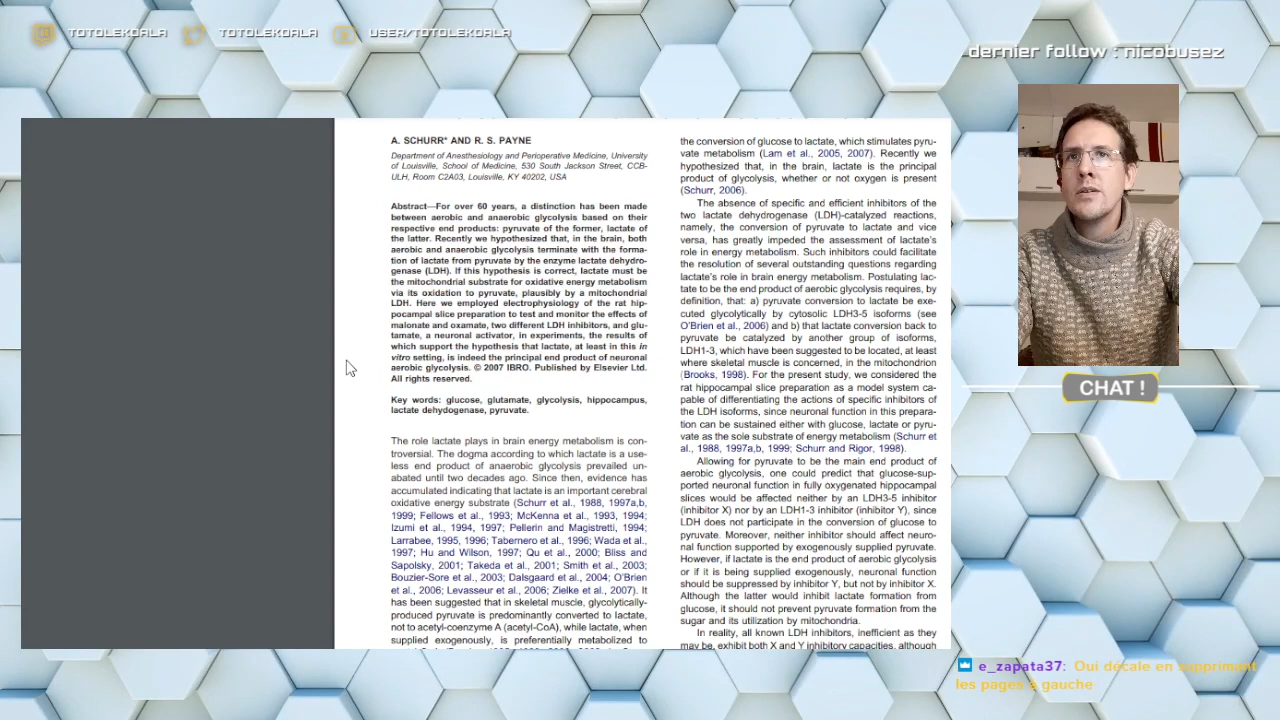 TOTOLEKOALA
TOTOLEKOALA
USER/TOTOLEKOALA
dernier follow : nicobusez
A. SCHURR* AND R. S. PAYNE
Department of Anesthesiology and Perioperative Medicine, University
of Louisville, School of Medicine, 530 South Jackson Street, CCB-
ULH, Room C2A03, Louisville, KY 40202, USA
Abstract—For over 60 years, a distinction has been made
between aerobic and anaerobic glycolysis based on their
respective end products: pyruvate of the former, lactate of
the latter. Recently we hypothesized that, in the brain, both
aerobic and anaerobic glycolysis terminate with the forma-
tion of lactate from pyruvate by the enzyme lactate dehydro-
genase (LDH). If this hypothesis is correct, lactate must be
the mitochondrial substrate for oxidative energy metabolism
via its oxidation to pyruvate, plausibly by a mitochondrial
LDH. Here we employed electrophysiology of the rat hip-
pocampal slice preparation to test and monitor the effects of
malonate and oxamate, two different LDH inhibitors, and glu-
tamate, a neuronal activator, in experiments, the results of
which support the hypothesis that lactate, at least in this in
vitro setting, is indeed the principal end product of neuronal
aerobic glycolysis. © 2007 IBRO. Published by Elsevier Ltd.
All rights reserved.
Key words: glucose, glutamate, glycolysis, hippocampus,
lactate dehydogenase, pyruvate.
The role lactate plays in brain energy metabolism is con-
troversial. The dogma according to which lactate is a use-
less end product of anaerobic glycolysis prevailed un-
abated until two decades ago. Since then, evidence has
accumulated indicating that lactate is an important cerebral
oxidative energy substrate (Schurr et al., 1988, 1997a,b,
1999; Fellows et al., 1993; McKenna et al., 1993, 1994;
Izumi et al., 1994, 1997; Pellerin and Magistretti, 1994;
Larrabee, 1995, 1996; Tabernero et al., 1996; Wada et al.,
1997; Hu and Wilson, 1997; Qu et al., 2000; Bliss and
Sapolsky, 2001; Takeda et al., 2001; Smith et al., 2003;
Bouzier-Sore et al., 2003; Dalsgaard et al., 2004; O'Brien
et al., 2006; Levasseur et al., 2006; Zielke et al., 2007). It
has been suggested that in skeletal muscle, glycolytically-
produced pyruvate is predominantly converted to lactate,
not to acetyl-coenzyme A (acetyl-CoA), while lactate, when
supplied exogenously, is preferentially metabolized to
the conversion of glucose to lactate, which stimulates pyru-
vate metabolism (Lam et al., 2005, 2007). Recently we
hypothesized that, in the brain, lactate is the principal
product of glycolysis, whether or not oxygen is present
(Schurr, 2006).
The absence of specific and efficient inhibitors of the
two lactate dehydrogenase (LDH)-catalyzed reactions,
namely, the conversion of pyruvate to lactate and vice
versa, has greatly impeded the assessment of lactate's
role in energy metabolism. Such inhibitors could facilitate
the resolution of several outstanding questions regarding
lactate's role in brain energy metabolism. Postulating lac-
tate to be the end product of aerobic glycolysis requires, by
definition, that: a) pyruvate conversion to lactate be exe-
cuted glycolytically by cytosolic LDH3-5 isoforms (see
O'Brien et al., 2006) and b) that lactate conversion back to
pyruvate be catalyzed by another group of isoforms,
LDH1-3, which have been suggested to be located, at least
where skeletal muscle is concerned, in the mitochondrion
(Brooks, 1998). For the present study, we considered the
rat hippocampal slice preparation as a model system ca-
pable of differentiating the actions of specific inhibitors of
the LDH isoforms, since neuronal function in this prepara-
tion can be sustained either with glucose, lactate or pyru-
vate as the sole substrate of energy metabolism (Schurr et
al., 1988, 1997a,b, 1999; Schurr and Rigor, 1998).
Allowing for pyruvate to be the main end product of
aerobic glycolysis, one could predict that glucose-sup-
ported neuronal function in fully oxygenated hippocampal
slices would be affected neither by an LDH3-5 inhibitor
(inhibitor X) nor by an LDH1-3 inhibitor (inhibitor Y), since
LDH does not participate in the conversion of glucose to
pyruvate. Moreover, neither inhibitor should affect neuro-
nal function supported by exogenously supplied pyruvate.
However, if lactate is the end product of aerobic glycolysis
or if it is being supplied exogenously, neuronal function
should be suppressed by inhibitor Y, but not by inhibitor X.
Although the latter would inhibit lactate formation from
glucose, it should not prevent pyruvate formation from the
sugar and its utilization by mitochondria.
In reality, all known LDH inhibitors, inefficient as they
may be, exhibit both X and Y inhibitory capacities, although
CHAT !
e_zapata37: Oui décale en supprimant
les pages à gauche